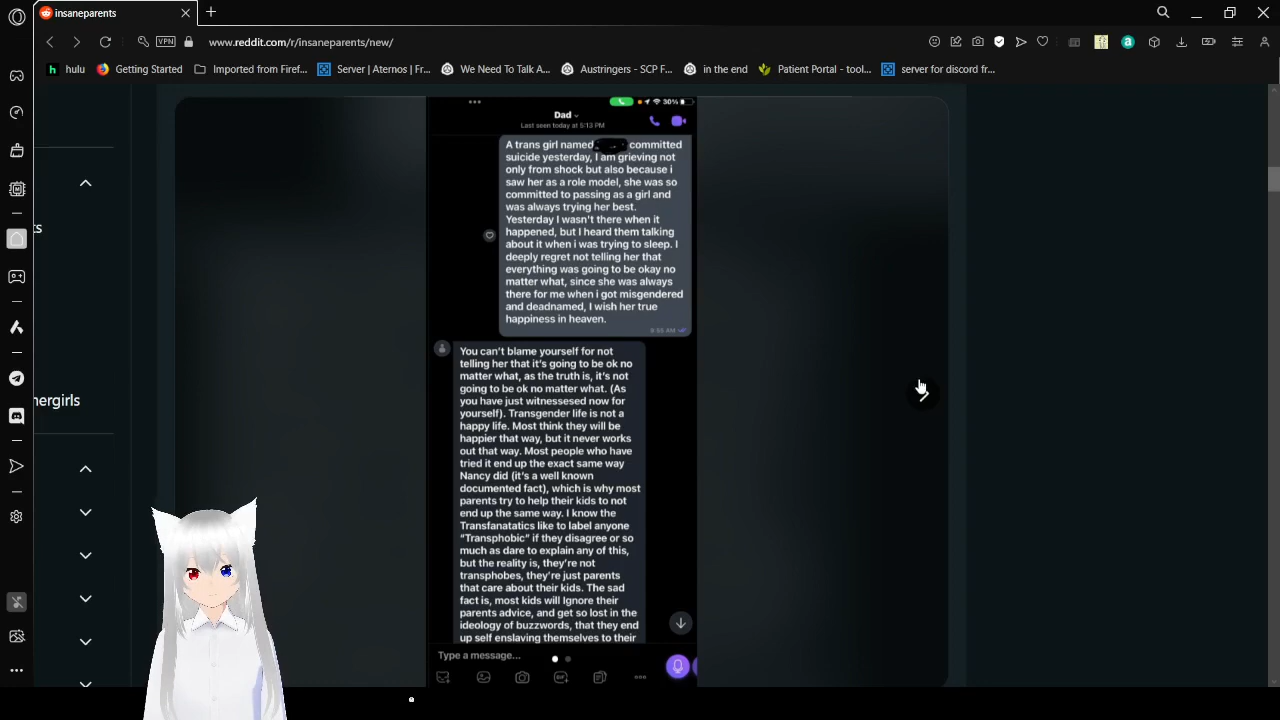 insaneparents
VPN
www.reddit.com/r/insaneparents/new/
hulu
Getting Started
Imported from Firef...
Server | Aternos | Fr...
We Need To Talk A...
Austringers - SCP F...
in the end
Patient Portal - tool...
server for discord fr...
30%
Dad
Last seen today at 5:13 PM
A trans girl named committed
suicide yesterday, I am grieving not
only from shock but also because i
saw her as a role model, she was so
committed to passing as a girl and
was always trying her best.
Yesterday I wasn't there when it
happened, but I heard them talking
about it when i was trying to sleep. I
deeply regret not telling her that
everything was going to be okay no
matter what, since she was always
there for me when i got misgendered
and deadnamed, I wish her true
happiness in heaven.
You can't blame yourself for not
telling her that it's going to be ok no
matter what, as the truth is, it's not
going to be ok no matter what. (As
you have just witnessesed now for
yourself). Transgender life is not a
happy life. Most think they will be
happier that way, but it never works
out that way. Most people who have
tried it end up the exact same way
Nancy did (it's a well known
documented fact), which is why most
parents try to help their kids to not
end up the same way. I know the
Transfanatatics like to label anyone
"Transphobic" if they disagree or so
much as dare to explain any of this,
but the reality is, they're not
transphobes, they're just parents
that care about their kids. The sad
fact is, most kids will Ignore their
parents advice, and get so lost in the
ideology of buzzwords, that they end
up self enslaving themselves to their
Type a message...
ts
hergirls